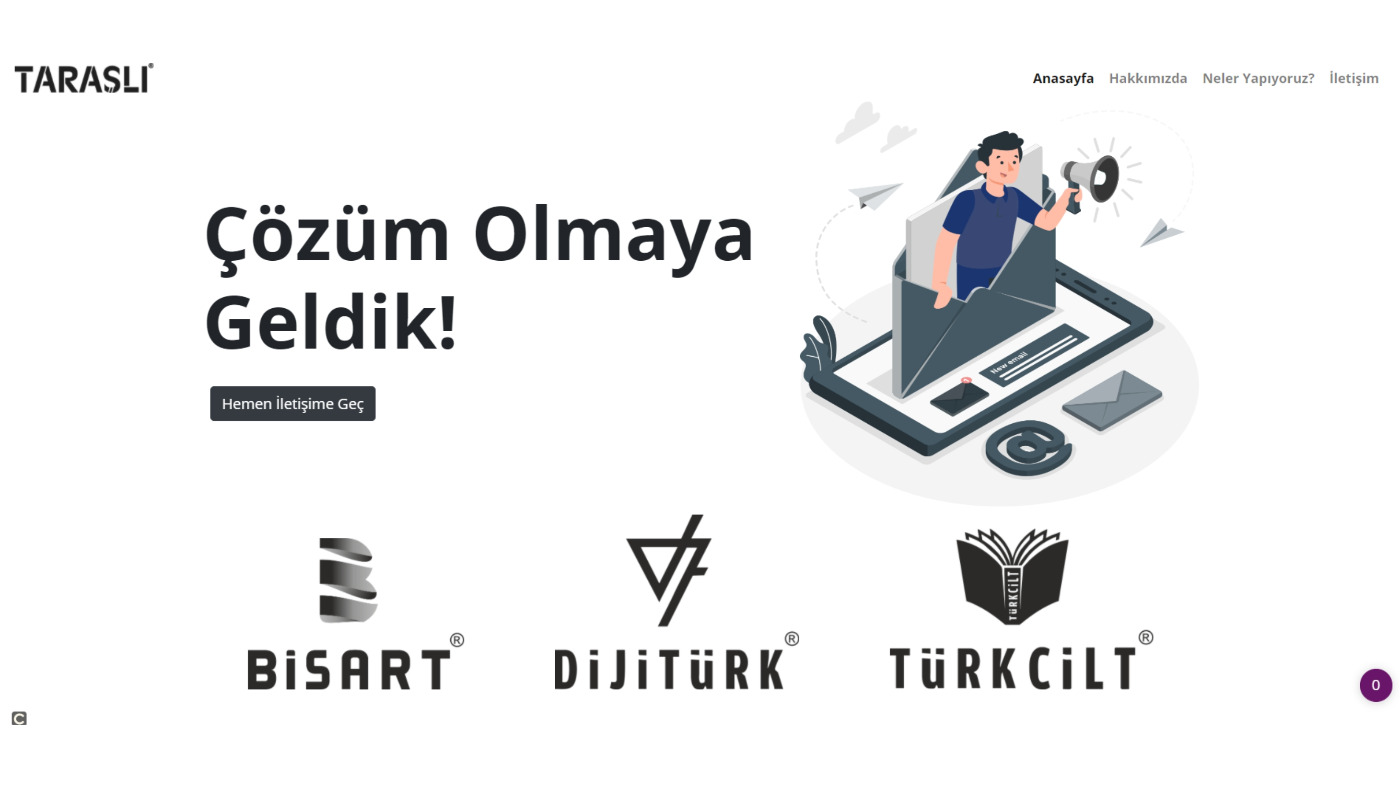 TARASLI®
Anasayfa Hakkımızda Neler Yapıyoruz? İletişim
Çözüm Olmaya
Geldik!
Hemen İletişime Geç
New email
@
TÜRKCiLT
BiSART®
DiJiTüRK®
TüRKCiLT®
0
C